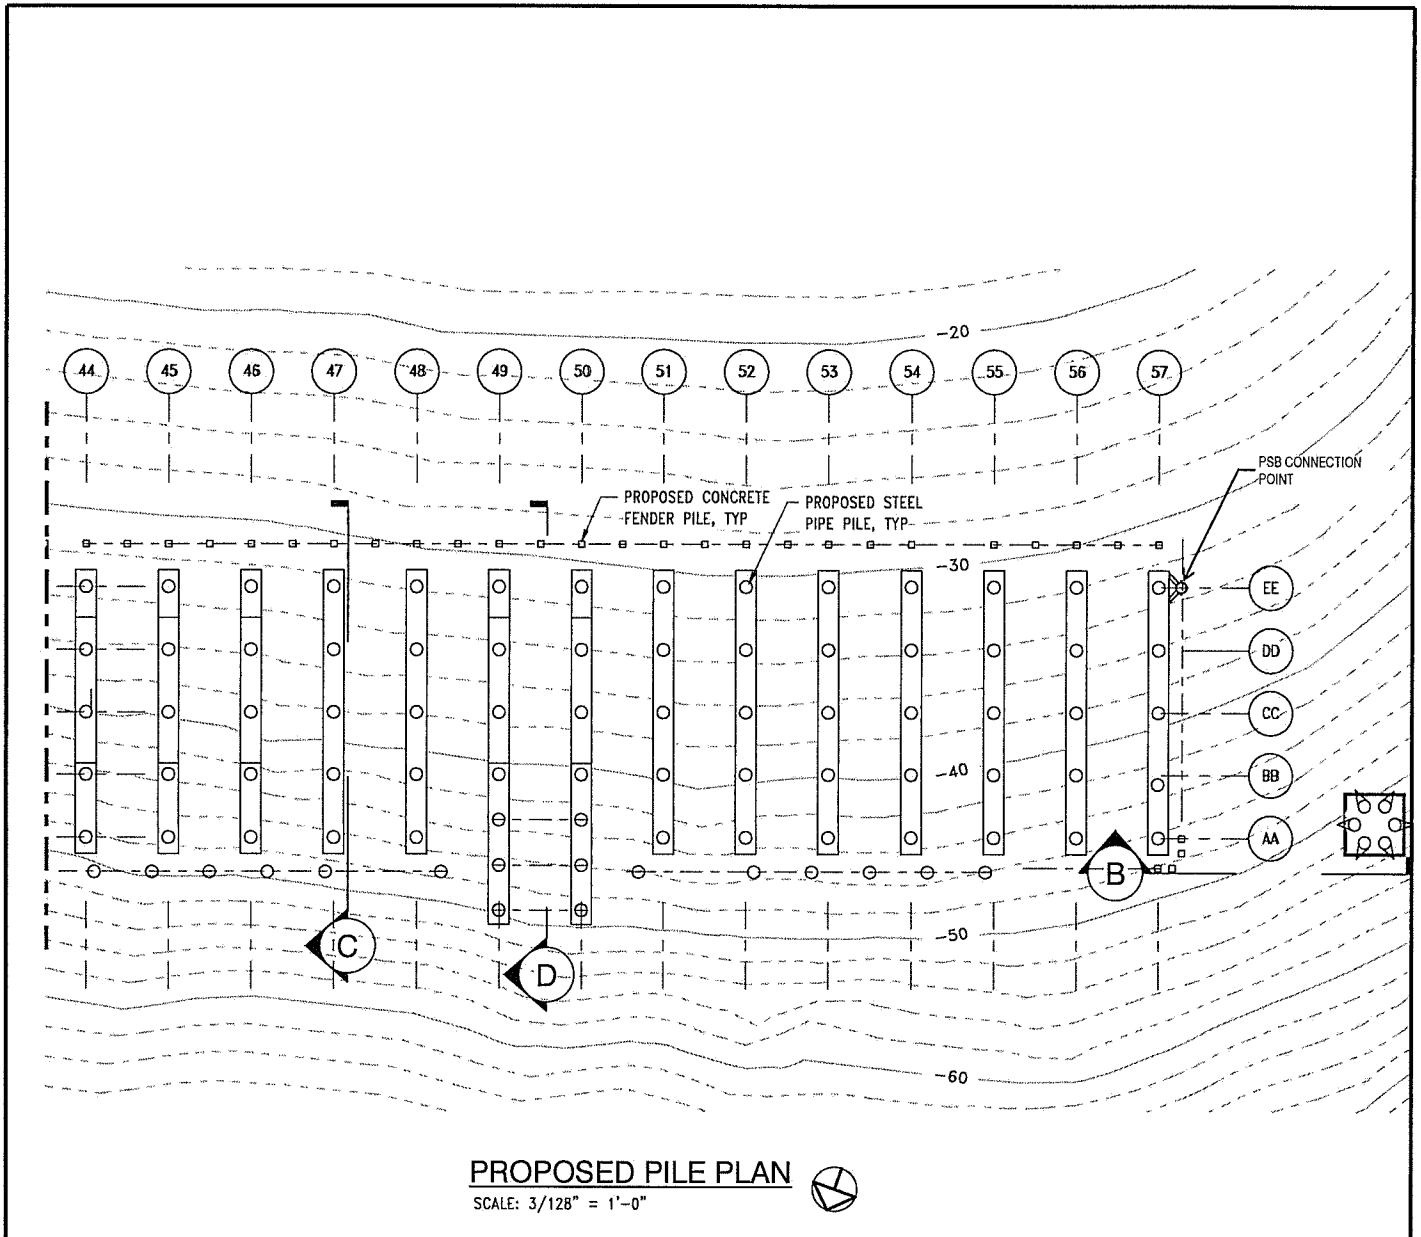 -20
44 45 46 47 48 49 50 51 52 53 54 55 56 57
PSB CONNECTION
POINT
PROPOSED CONCRETE
FENDER PILE, TYP
PROPOSED STEEL
PIPE PILE, TYP
-30
EE
DD
CC
-40
BB
AA
B
-50
C
D
-60
PROPOSED PILE PLAN
SCALE: 3/128" = 1'-0"